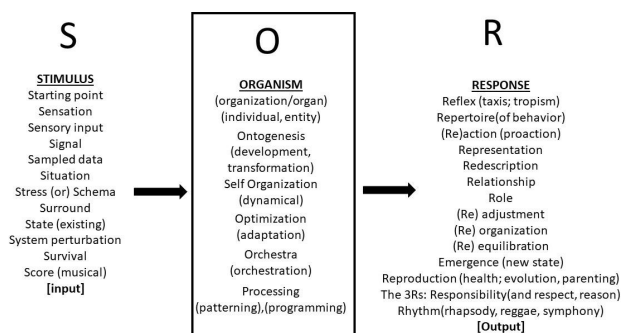 S
STIMULUS
Starting point
Sensation
Sensory input
Signal
Sampled data
Situation
Stress (or) Schema
Surround
State (existing)
System perturbation
Survival
Score (musical)
[input]
O
ORGANISM
(organization/organ)
(individual, entity)
Ontogenesis
(development,
transformation)
Self Organization
(dynamical)
Optimization
(adaptation)
Orchestra
(orchestration)
Processing
(patterning),(programming)
R
RESPONSE
Reflex (taxis; tropism)
Repertoire(of behavior)
(Re)action (proaction)
Representation
Redescription
Relationship
Role
(Re) adjustment
(Re) organization
(Re) equilibration
Emergence (new state)
Reproduction (health; evolution, parenting)
The 3Rs: Responsibility(and respect, reason)
Rhythm(rhapsody, reggae, symphony)
[Output]